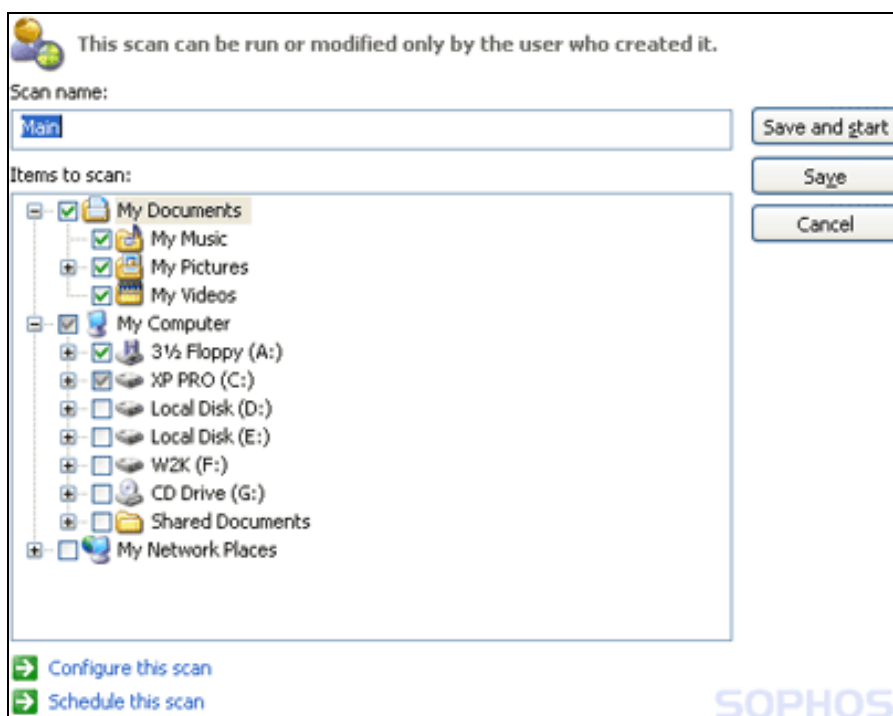 This scan can be run or modified only by the user who created it.
Scan name:
Main
Save and start
Items to scan:
Save
My Documents
Cancel
My Music
My Pictures
My Videos
My Computer
3½ Floppy (A:)
XP PRO (C:)
Local Disk (D:)
Local Disk (E:)
W2K (F:)
CD Drive (G:)
Shared Documents
My Network Places
Configure this scan
Schedule this scan
SOPHOS